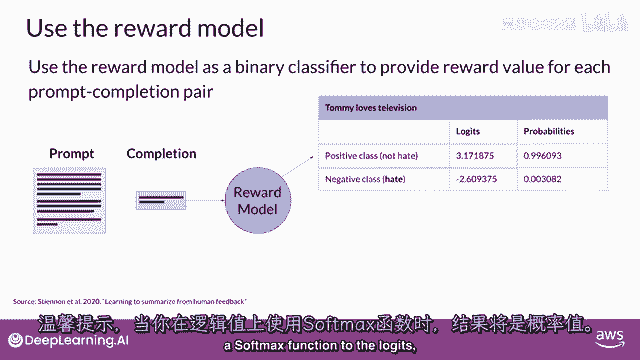 Use the reward model
Use the reward model as a binary classifier to provide reward value for each
prompt-completion pair
Tommy loves television
Logits Probabilities
Positive class (not hate) 3.171875 0.996093
Negative class (hate) -2.609375 0.003082
Prompt Completion
Reward
Model
Source: Stiennon et al. 2020, "Learning to summarize from human feedback"
温馨提示，当你在逻辑值上使用Softmax函数时，结果将是概率值。
a Softmax function to the logits,
DeepLearning.AI
aws